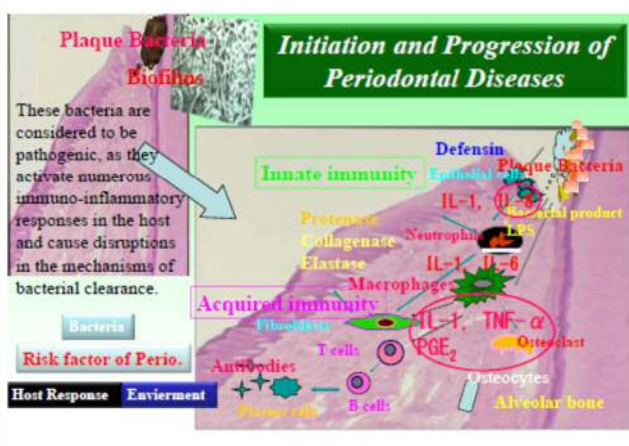 Initiation and Progression of
Periodontal Diseases
Plaque Bacteria
Biofilms
These bacteria are
considered to be
pathogenic, as they
activate numerous
immuno-inflammatory
responses in the host
and cause disruptions
in the mechanisms of
bacterial clearance.
Bacteria
Risk factor of Perio.
Host Response Envierment
Defensin
Innate immunity
Epithelial cells
Plaque Bacteria
IL-1, IL-8
Bacterial product
LPS
Protenace
Collagenase
Elastase
Neutrophils
IL-1, IL-6
Macrophages
Acquired immunity
Fibroblasts
IL-1, TNF-α
PGE2
Osteoclast
T cells
Antibodies
Plasma cells
B cells
Osteocytes
Alveolar bone